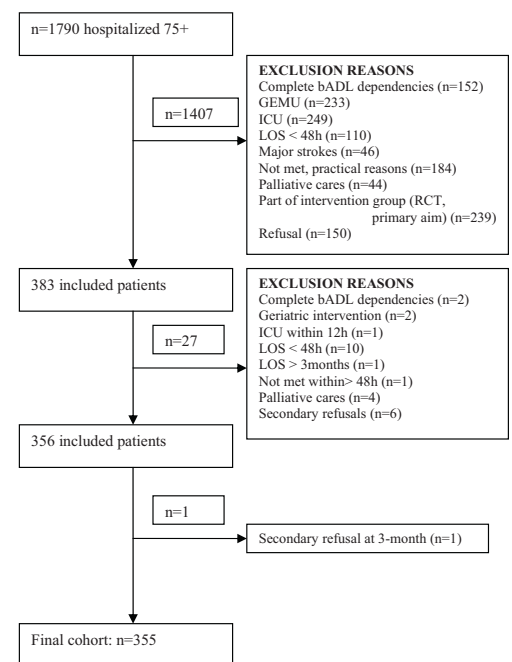 n=1790 hospitalized 75+
n=1407
EXCLUSION REASONS
Complete bADL dependencies (n=152)
GEMU (n=233)
ICU (n=249)
LOS < 48h (n=110)
Major strokes (n=46)
Not met, practical reasons (n=184)
Palliative cares (n=44)
Part of intervention group (RCT,
primary aim) (n=239)
Refusal (n=150)
383 included patients
n=27
EXCLUSION REASONS
Complete bADL dependencies (n=2)
Geriatric intervention (n=2)
ICU within 12h (n=1)
LOS < 48h (n=10)
LOS > 3months (n=1)
Not met within> 48h (n=1)
Palliative cares (n=4)
Secondary refusals (n=6)
356 included patients
n=1
Secondary refusal at 3-month (n=1)
Final cohort: n=355